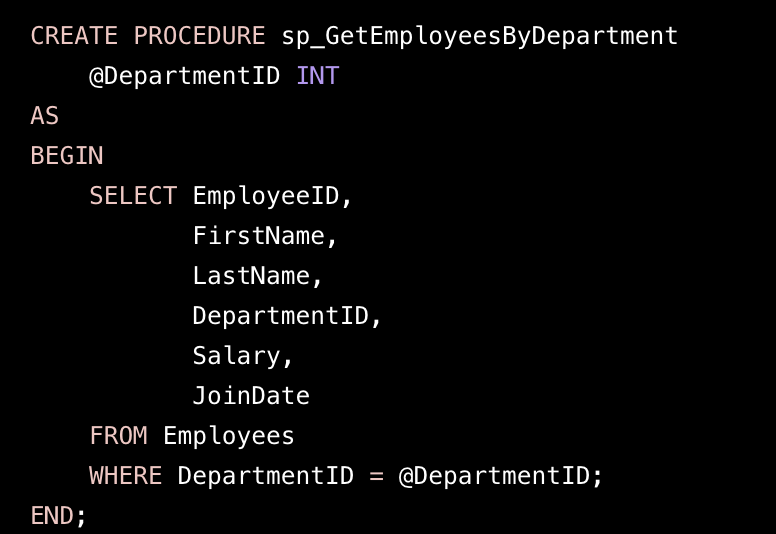 CREATE PROCEDURE sp_GetEmployeesByDepartment
    @DepartmentID INT
AS
BEGIN
    SELECT EmployeeID,
           FirstName,
           LastName,
           DepartmentID,
           Salary,
           JoinDate
    FROM Employees
    WHERE DepartmentID = @DepartmentID;
END;